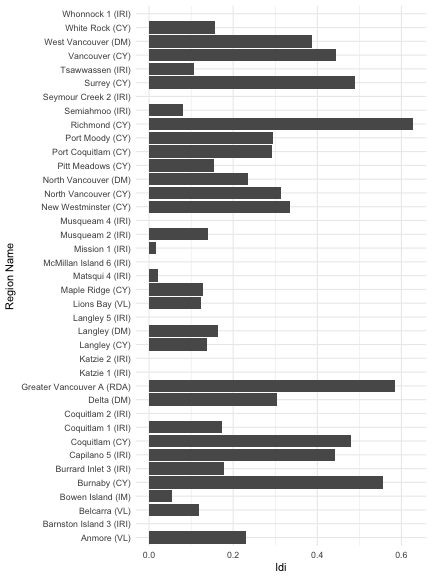 Whonnock 1 (IRI)
White Rock (CY)
West Vancouver (DM)
Vancouver (CY)
Tsawwassen (IRI)
Surrey (CY)
Seymour Creek 2 (IRI)
Semiahmoo (IRI)
Richmond (CY)
Port Moody (CY)
Port Coquitlam (CY)
Pitt Meadows (CY)
North Vancouver (DM)
North Vancouver (CY)
New Westminster (CY)
Musqueam 4 (IRI)
Musqueam 2 (IRI)
Mission 1 (IRI)
McMillan Island 6 (IRI)
Matsqui 4 (IRI)
Maple Ridge (CY)
Lions Bay (VL)
Langley 5 (IRI)
Langley (DM)
Langley (CY)
Katzie 2 (IRI)
Katzie 1 (IRI)
Greater Vancouver A (RDA)
Delta (DM)
Coquitlam 2 (IRI)
Coquitlam 1 (IRI)
Coquitlam (CY)
Capilano 5 (IRI)
Burrard Inlet 3 (IRI)
Burnaby (CY)
Bowen Island (IM)
Belcarra (VL)
Barnston Island 3 (IRI)
Anmore (VL)
Region Name
0.0 0.2 0.4 0.6
ldi